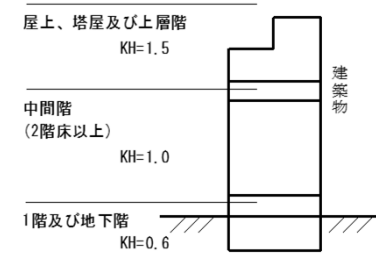 屋上、塔屋及び上層階
KH=1.5
建築物
中間階
(2階床以上)
KH=1.0
1階及び地下階
KH=0.6